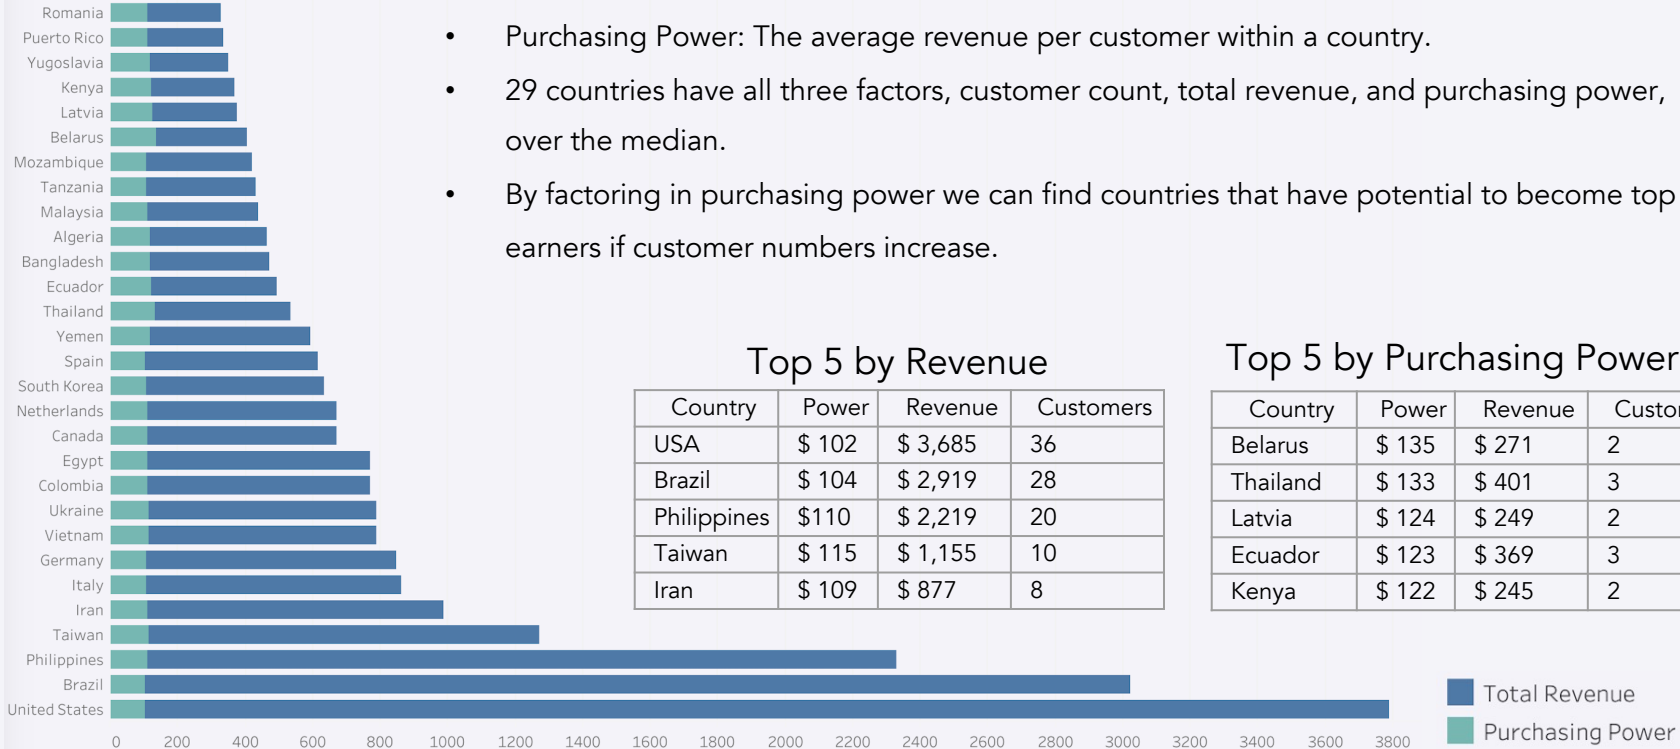 Romania
Puerto Rico
Yugoslavia
Kenya
Latvia
Belarus
Mozambique
Tanzania
Malaysia
Algeria
Bangladesh
Ecuador
Thailand
Yemen
Spain
South Korea
Netherlands
Canada
Egypt
Colombia
Ukraine
Vietnam
Germany
Italy
Iran
Taiwan
Philippines
Brazil
United States
0 200 400 600 800 1000 1200 1400 1600 1800 2000 2200 2400 2600 2800 3000 3200 3400 3600 3800
• Purchasing Power: The average revenue per customer within a country.
• 29 countries have all three factors, customer count, total revenue, and purchasing power,
over the median.
• By factoring in purchasing power we can find countries that have potential to become top
earners if customer numbers increase.
Top 5 by Revenue
Country Power Revenue Customers
USA $ 102 $ 3,685 36
Brazil $ 104 $ 2,919 28
Philippines $110 $ 2,219 20
Taiwan $ 115 $ 1,155 10
Iran $ 109 $ 877 8
Top 5 by Purchasing Power
Country Power Revenue
Belarus $ 135 $ 271 2
Thailand $ 133 $ 401 3
Latvia $ 124 $ 249 2
Ecuador $ 123 $ 369 3
Kenya $ 122 $ 245 2
Total Revenue
Purchasing Power